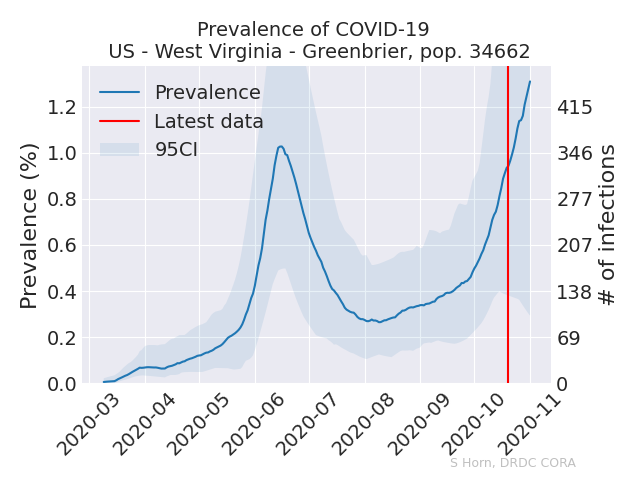 Prevalence of COVID-19
US - West Virginia - Greenbrier, pop. 34662
Prevalence
Latest data
95CI
Prevalence (%)
1.2
1.0
0.8
0.6
0.4
0.2
0.0
415
346
277
207
138
69
0
# of infections
2020-03
2020-04
2020-05
2020-06
2020-07
2020-08
2020-09
2020-10
2020-11
S Horn, DRDC CORA